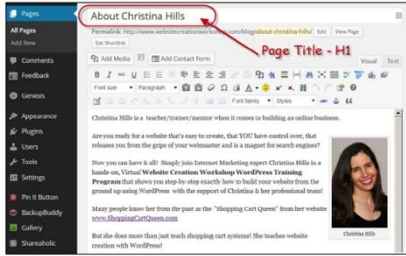 Pages
All Pages
Add New
Comments
Feedback
Genesis
Appearance
Plugins
Users
Tools
Settings
Pin It Button
BackupBuddy
Gallery
Shareaholic
About Christina Hills
Permalink: http://www.websitecreationworkshop.com/blog/about-christina-hills/ Edit View Page
Get Shortlink
Page Title - H1
Add Media Add Contact Form
Visual Text
Font size Paragraph
Font family Styles
Christina Hills is a teacher/trainer/mentor when it comes to building an online business.
Are you ready for a website that's easy to create, that YOU have control over, that
releases you from the grips of your webmaster and is a magnet for search engines?
Now you can have it all! Simply join Internet Marketing expert Christina Hills in a
hands-on, Virtual Website Creation Workshop WordPress Training
Program that shows you step-by-step exactly how to build your website from the
ground up using WordPress with the support of Christina & her professional team!
Many people know her from the past as the "Shopping Cart Queen" from her website
www.ShoppingCartQueen.com
But she does more than just teach shopping cart systems! She teaches website
creation with WordPress!
Christina Hills